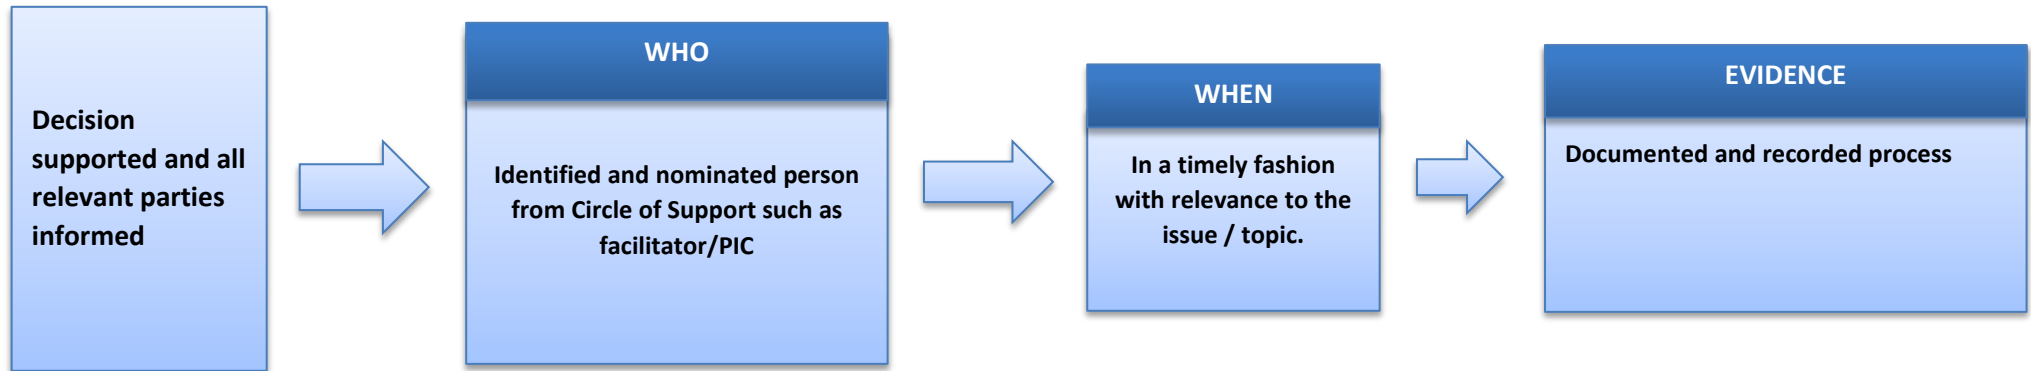 Decision
supported and all
relevant parties
informed
WHO
Identified and nominated person
from Circle of Support such as
facilitator/PIC
WHEN
In a timely fashion
with relevance to the
issue / topic.
EVIDENCE
Documented and recorded process